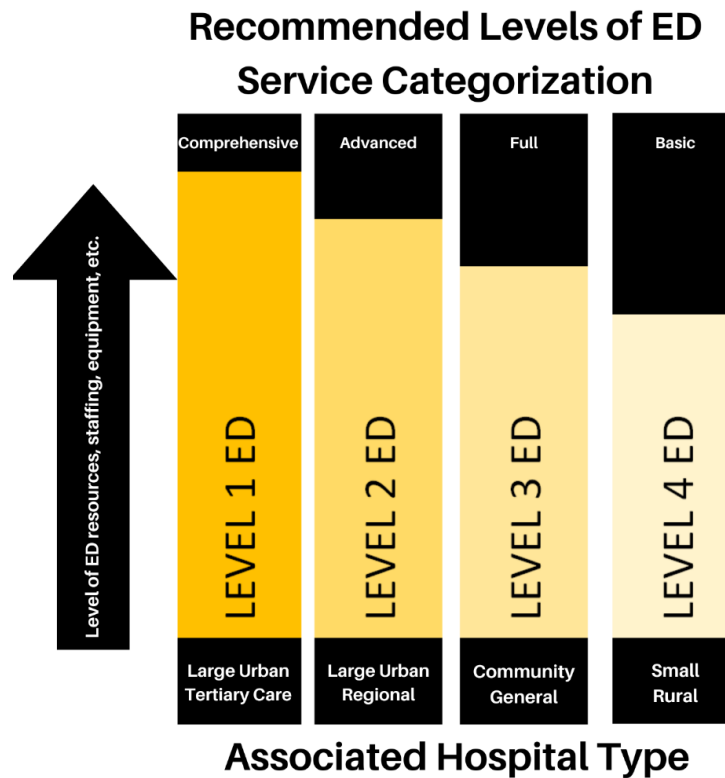 Recommended Levels of ED
Service Categorization
Comprehensive
Advanced
Full
Basic
Level of ED resources, staffing, equipment, etc.
LEVEL 1 ED
LEVEL 2 ED
LEVEL 3 ED
LEVEL 4 ED
Large Urban
Tertiary Care
Large Urban
Regional
Community
General
Small
Rural
Associated Hospital Type